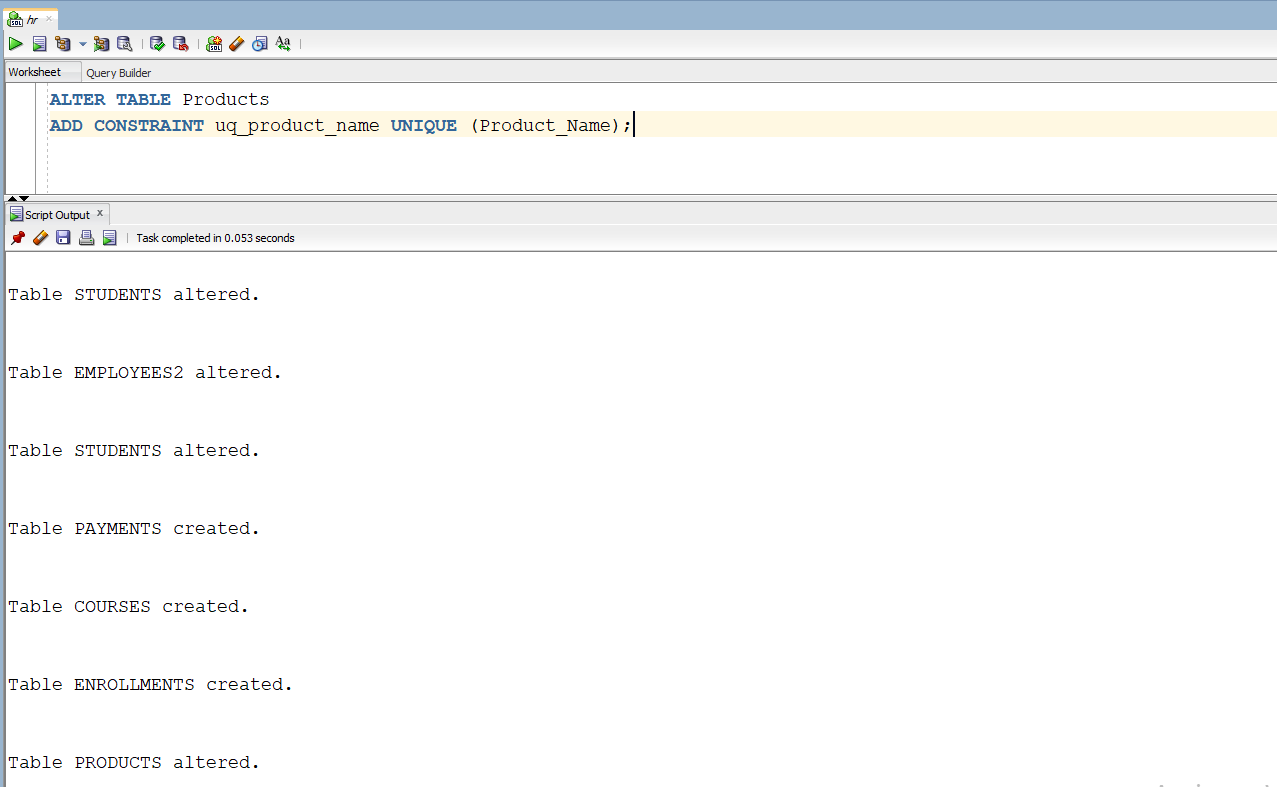 hr
Worksheet
Query Builder
ALTER TABLE Products
ADD CONSTRAINT uq_product_name UNIQUE (Product_Name);
Script Output
Task completed in 0.053 seconds
Table STUDENTS altered.
Table EMPLOYEES2 altered.
Table STUDENTS altered.
Table PAYMENTS created.
Table COURSES created.
Table ENROLLMENTS created.
Table PRODUCTS altered.